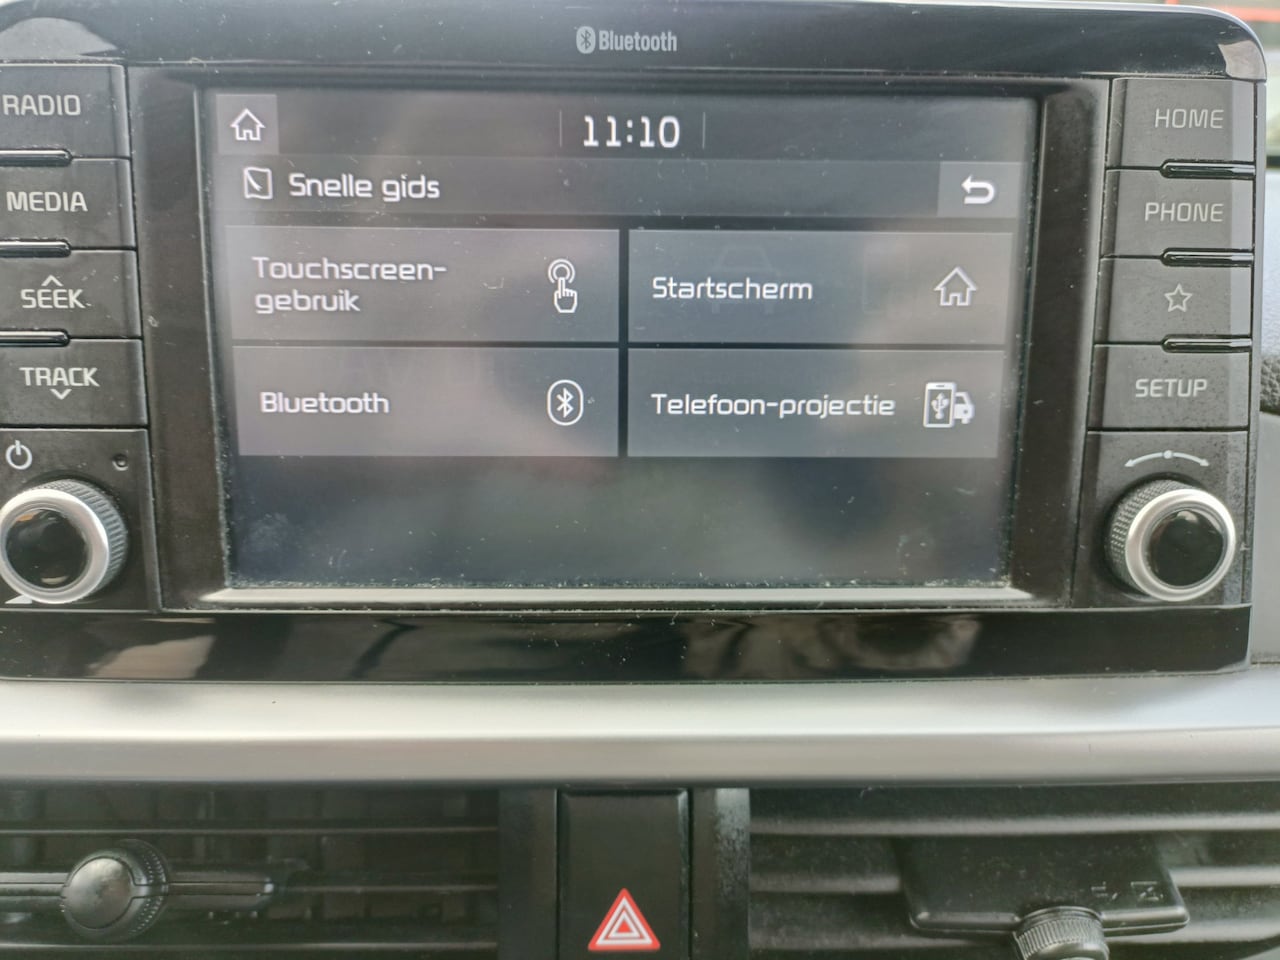 Bluetooth
RADIO
MEDIA
SEEK
TRACK
11:10
Snelle gids
Touchscreen-
gebruik
Startscherm
Bluetooth
Telefoon-projectie
HOME
PHONE
SETUP